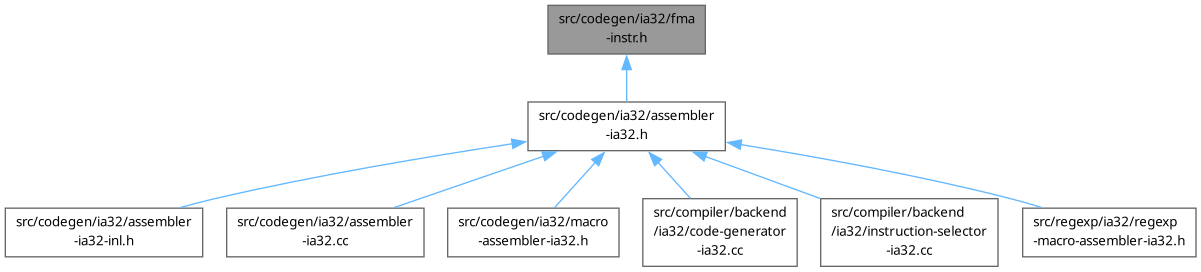 src/codegen/ia32/fma
-instr.h
src/codegen/ia32/assembler
-ia32.h
src/codegen/ia32/assembler
-ia32-inl.h
src/codegen/ia32/assembler
-ia32.cc
src/codegen/ia32/macro
-assembler-ia32.h
src/compiler/backend
/ia32/code-generator
-ia32.cc
src/compiler/backend
/ia32/instruction-selector
-ia32.cc
src/regexp/ia32/regexp
-macro-assembler-ia32.h